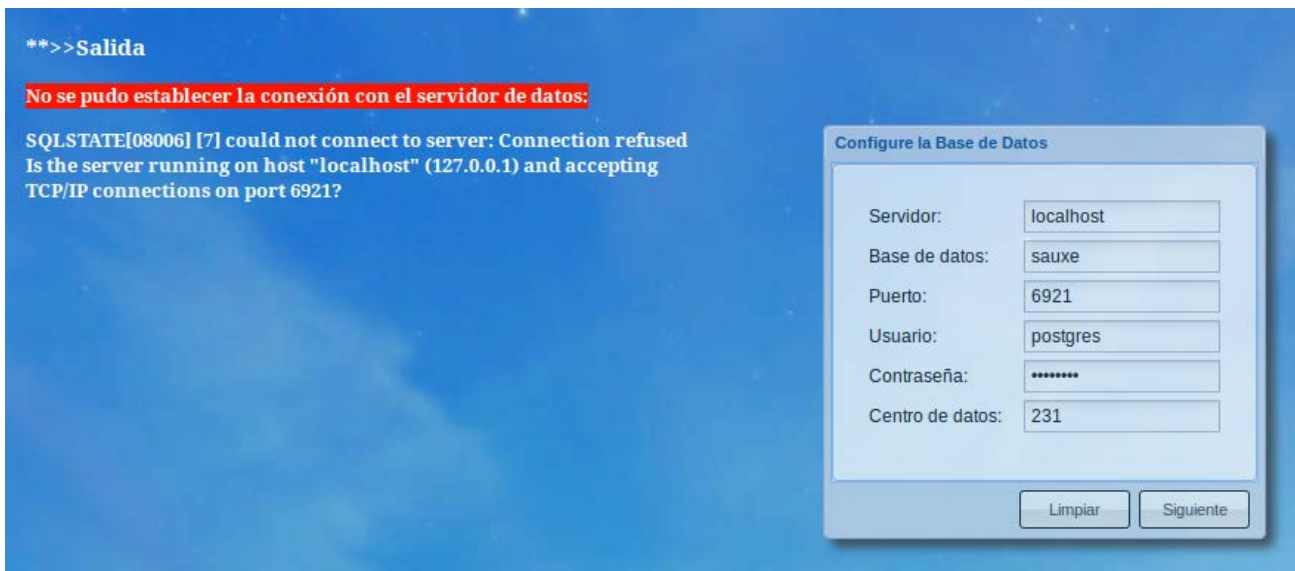 **>>Salida
No se pudo establecer la conexión con el servidor de datos:
SQLSTATE[08006] [7] could not connect to server: Connection refused
Is the server running on host "localhost" (127.0.0.1) and accepting
TCP/IP connections on port 6921?
Configure la Base de Datos
Servidor: localhost
Base de datos: sauxe
Puerto: 6921
Usuario: postgres
Contraseña: ••••••••
Centro de datos: 231
Limpiar Siguiente